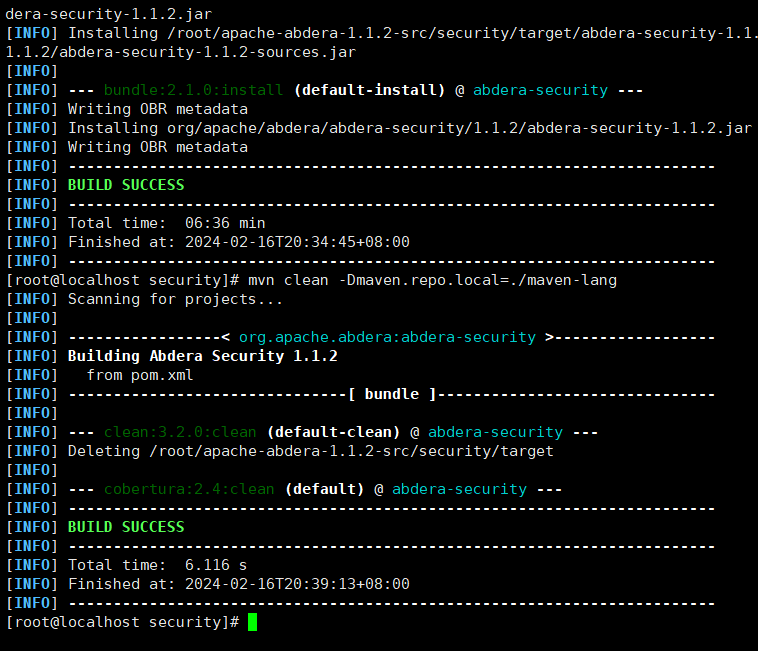 dera-security-1.1.2.jar
[INFO] Installing /root/apache-abdera-1.1.2-src/security/target/abdera-security-1.1.
1.1.2/abdera-security-1.1.2-sources.jar
[INFO]
[INFO] --- bundle:2.1.0:install (default-install) @ abdera-security ---
[INFO] Writing OBR metadata
[INFO] Installing org/apache/abdera/abdera-security/1.1.2/abdera-security-1.1.2.jar
[INFO] Writing OBR metadata
[INFO] ------------------------------------------------------------------------
[INFO] BUILD SUCCESS
[INFO] ------------------------------------------------------------------------
[INFO] Total time:  06:36 min
[INFO] Finished at: 2024-02-16T20:34:45+08:00
[INFO] ------------------------------------------------------------------------
[root@localhost security]# mvn clean -Dmaven.repo.local=./maven-lang
[INFO] Scanning for projects...
[INFO]
[INFO] -----------------< org.apache.abdera:abdera-security >------------------
[INFO] Building Abdera Security 1.1.2
[INFO]   from pom.xml
[INFO] -------------------------------[ bundle ]-------------------------------
[INFO]
[INFO] --- clean:3.2.0:clean (default-clean) @ abdera-security ---
[INFO] Deleting /root/apache-abdera-1.1.2-src/security/target
[INFO]
[INFO] --- cobertura:2.4:clean (default) @ abdera-security ---
[INFO] ------------------------------------------------------------------------
[INFO] BUILD SUCCESS
[INFO] ------------------------------------------------------------------------
[INFO] Total time:  6.116 s
[INFO] Finished at: 2024-02-16T20:39:13+08:00
[INFO] ------------------------------------------------------------------------
[root@localhost security]#